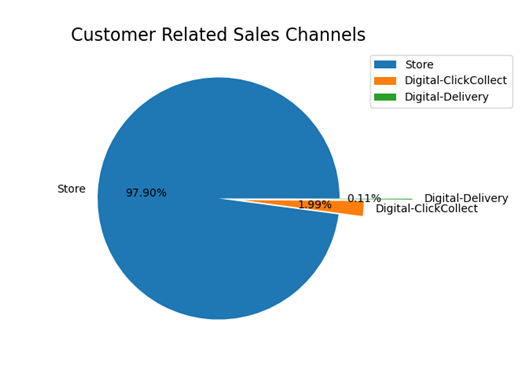 Customer Related Sales Channels
Store
Digital-ClickCollect
Digital-Delivery
Store
97.90%
0.11%
Digital-Delivery
1.99%
Digital-ClickCollect